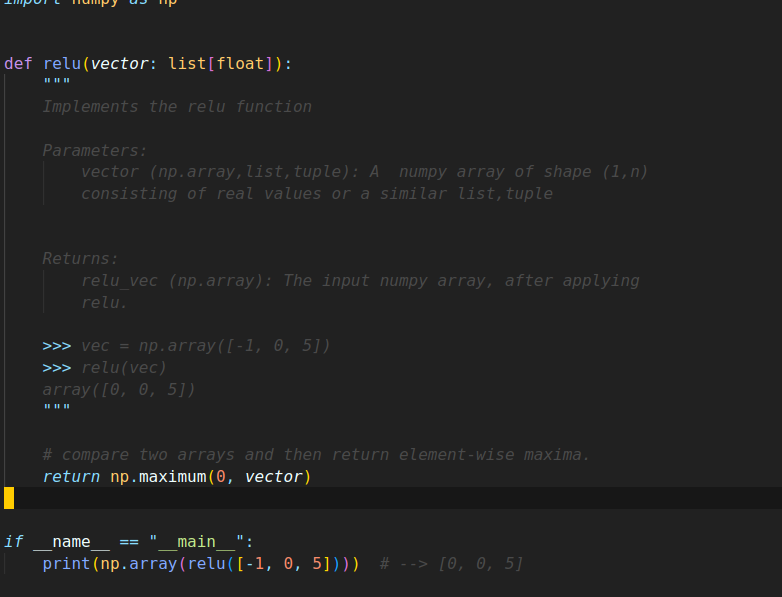 import numpy as np
def relu(vector: list[float]):
"""
Implements the relu function
Parameters:
vector (np.array,list,tuple): A  numpy array of shape (1,n)
consisting of real values or a similar list,tuple
Returns:
relu_vec (np.array): The input numpy array, after applying
relu.
>>> vec = np.array([-1, 0, 5])
>>> relu(vec)
array([0, 0, 5])
"""
# compare two arrays and then return element-wise maxima.
return np.maximum(0, vector)
if __name__ == "__main__":
print(np.array(relu([-1, 0, 5])))  # --> [0, 0, 5]